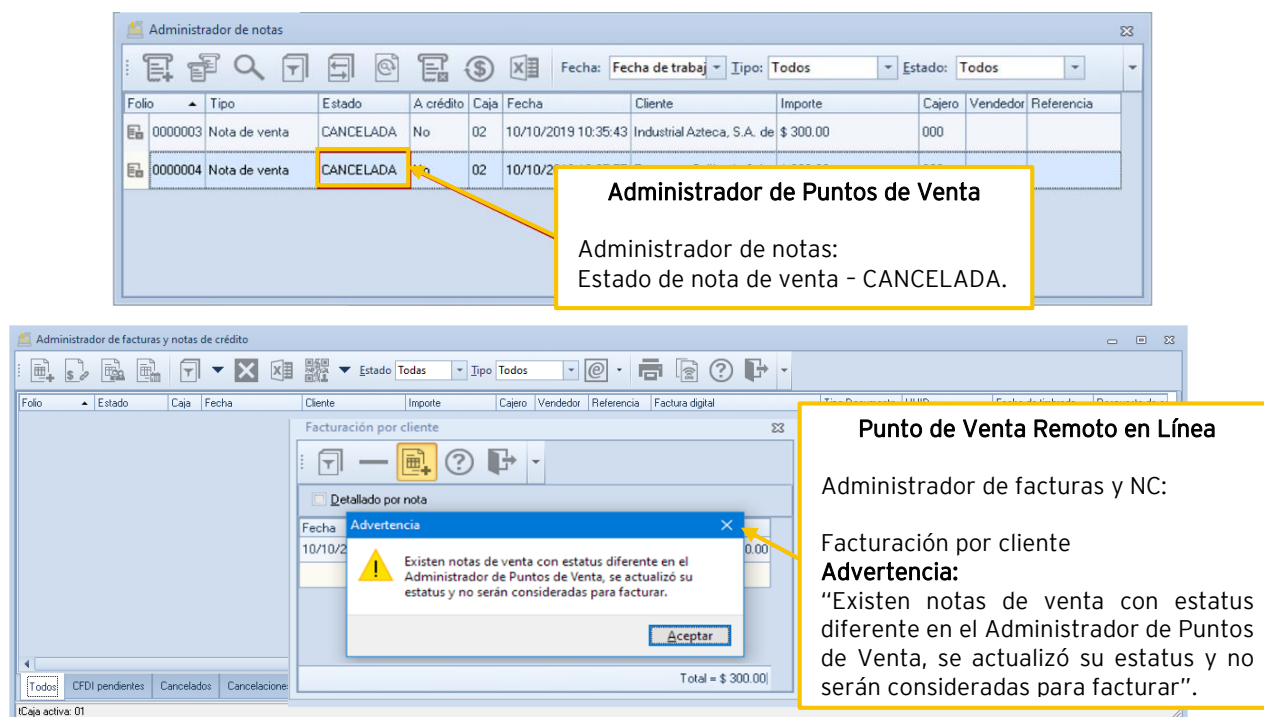 Administrador de notas
Fecha: Fecha de trabaj Tipo: Todos Estado: Todos
Folio Tipo Estado A crédito Caja Fecha Cliente Importe Cajero Vendedor Referencia
0000003 Nota de venta CANCELADA No 02 10/10/2019 10:35:43 Industrial Azteca, S.A. de $ 300.00 000
0000004 Nota de venta CANCELADA No 02
Administrador de Puntos de Venta
Administrador de notas:
Estado de nota de venta – CANCELADA.
Administrador de facturas y notas de crédito
Estado Todas Tipo Todos
Folio Estado Caja Fecha Cliente Importe Cajero Vendedor Referencia Factura digital
Facturación por cliente
Detallado por nota
Fecha
10/10/2 0.00
Advertencia
Existen notas de venta con estatus diferente en el
Administrador de Puntos de Venta, se actualizó su
estatus y no serán consideradas para facturar.
Aceptar
Total = $ 300.00
Todos CFDI pendientes Cancelados Cancelacione
tCaja activa: 01
Punto de Venta Remoto en Línea
Administrador de facturas y NC:
Facturación por cliente
Advertencia:
“Existen notas de venta con estatus
diferente en el Administrador de Puntos
de Venta, se actualizó su estatus y no
serán consideradas para facturar”.